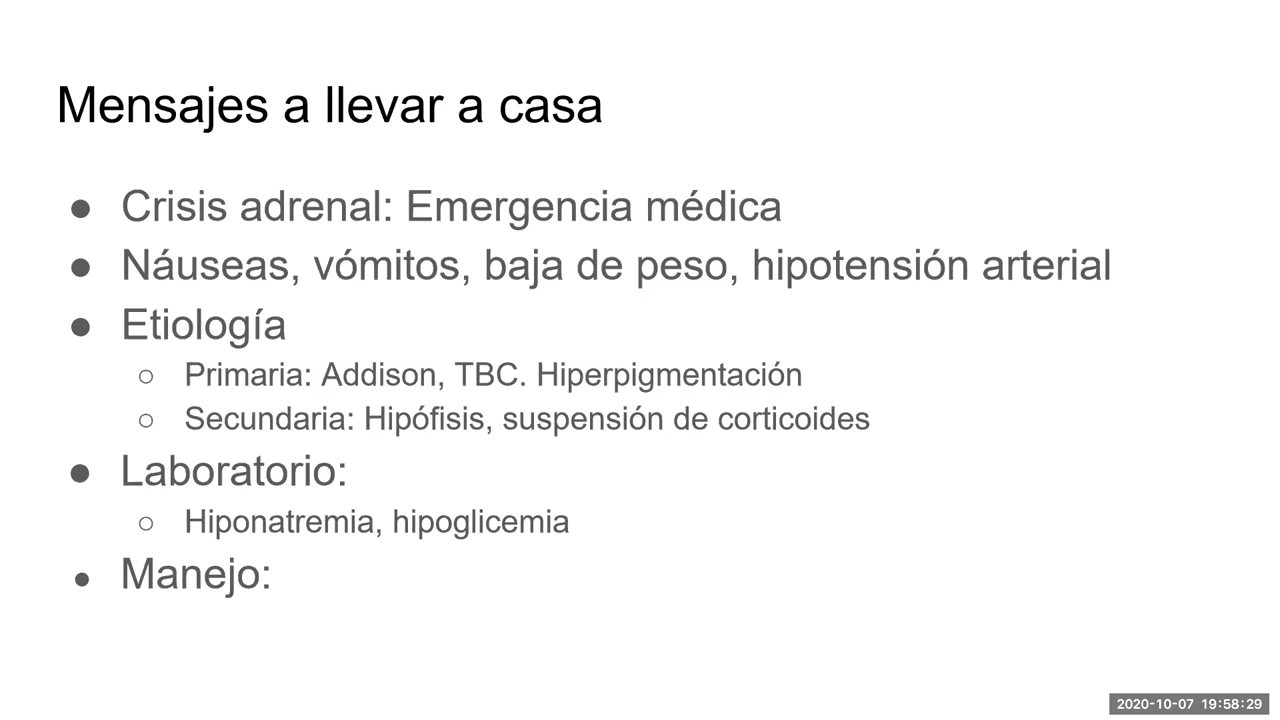 Mensajes a llevar a casa
● Crisis adrenal: Emergencia médica
● Náuseas, vómitos, baja de peso, hipotensión arterial
● Etiología
○ Primaria: Addison, TBC. Hiperpigmentación
○ Secundaria: Hipófisis, suspensión de corticoides
● Laboratorio:
○ Hiponatremia, hipoglicemia
● Manejo:
2020-10-07 19:58:29